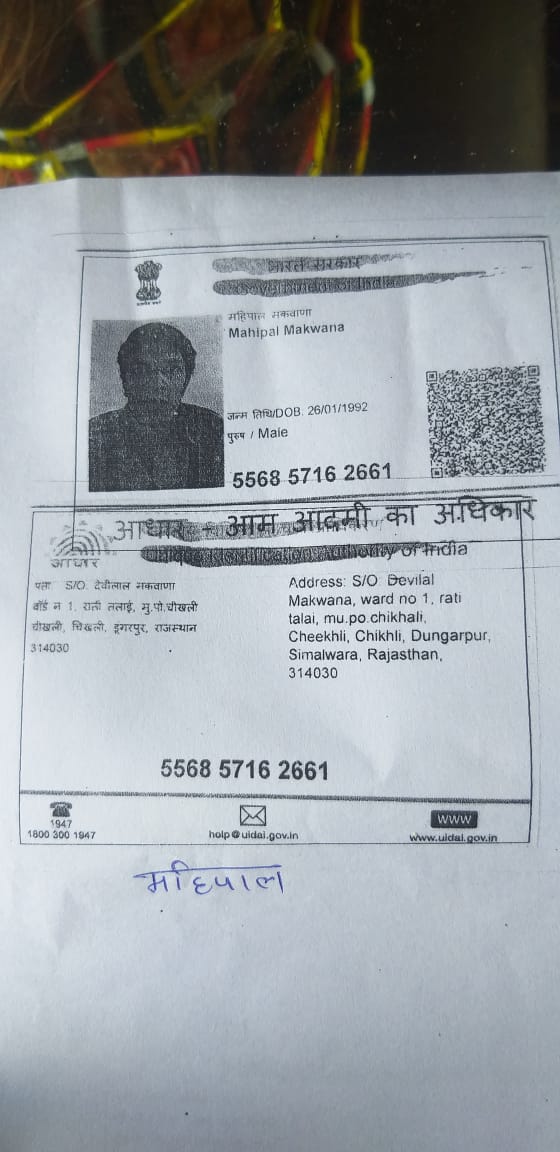 भारत सरकार
Government of India
महिपाल मकवाणा
Mahipal Makwana
जन्म तिथि/DOB: 26/01/1992
पुरुष / Male
5568 5716 2661
आधार - आम आदमी का अधिकार
आधार
Authority of India
पता: S/O: देवीलाल मकवाणा
वॉर्ड न 1, राती तलाई, मु.पो.चीखली
चीखली, चिखली, डूंगरपुर, राजस्थान
314030
Address: S/O: Devilal
Makwana, ward no 1, rati
talai, mu.po.chikhali,
Cheekhli, Chikhli, Dungarpur,
Simalwara, Rajasthan,
314030
5568 5716 2661
1947
1800 300 1947
help@uidai.gov.in
WWW
www.uidai.gov.in
महिपाल